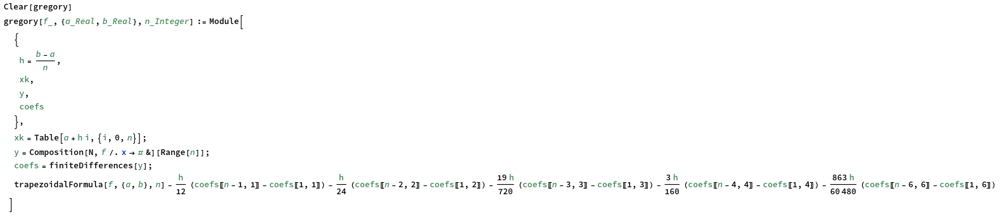 Clear[gregory]
gregory[f_, {a_Real, b_Real}, n_Integer] := Module[
{
h = (b - a)/n,
xk,
y,
coefs
},
xk = Table[a + h i, {i, 0, n}];
y = Composition[N, f /. x → # &][Range[n]];
coefs = finiteDifferences[y];
trapezoidalFormula[f, {a, b}, n] - h/12 (coefs⟦n - 1, 1⟧ - coefs⟦1, 1⟧) - h/24 (coefs⟦n - 2, 2⟧ - coefs⟦1, 2⟧) - 19 h/720 (coefs⟦n - 3, 3⟧ - coefs⟦1, 3⟧) - 3 h/160 (coefs⟦n - 4, 4⟧ - coefs⟦1, 4⟧) - 863 h/60 480 (coefs⟦n - 6, 6⟧ - coefs⟦1, 6⟧)
]